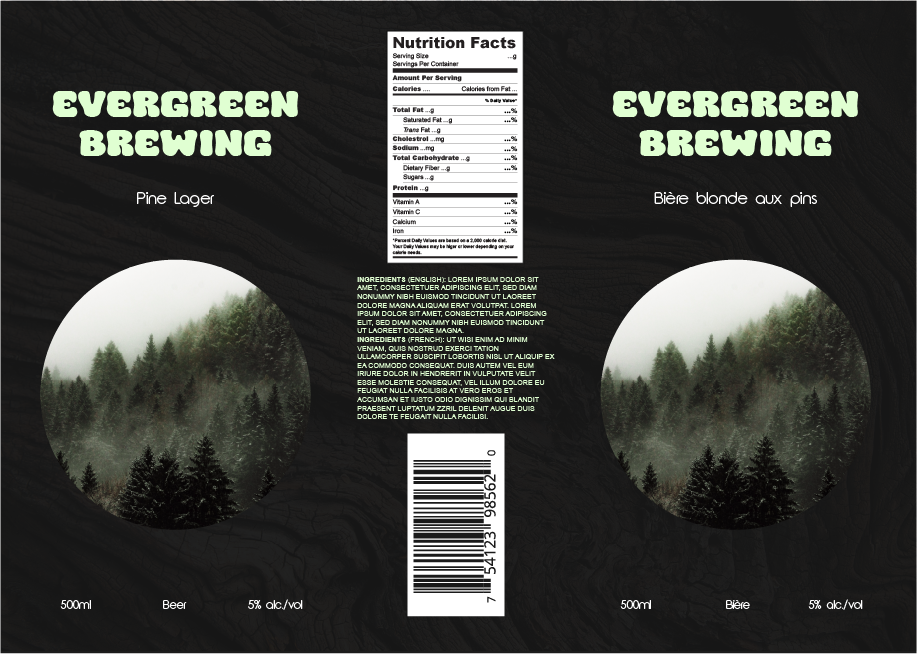 EVERGREEN
BREWING
Pine Lager
500ml
Beer
5% alc./vol
Nutrition Facts
Serving Size ...g
Servings Per Container
Amount Per Serving
Calories .... Calories from Fat ...
% Daily Value*
Total Fat ...g ...%
Saturated Fat ...g ...%
Trans Fat ...g
Cholestrol ...mg ...%
Sodium ...mg ...%
Total Carbohydrate ...g ...%
Dietary Fiber ...g ...%
Sugars ...g
Protein ...g
Vitamin A ...%
Vitamin C ...%
Calcium ...%
Iron ...%
*Percent Daily Values are based on a 2,000 calorie diet.
Your Daily Values may be higer or lower depending on your
calorie needs.
INGREDIENTS (ENGLISH): LOREM IPSUM DOLOR SIT
AMET, CONSECTETUER ADIPISCING ELIT, SED DIAM
NONUMMY NIBH EUISMOD TINCIDUNT UT LAOREET
DOLORE MAGNA ALIQUAM ERAT VOLUTPAT. LOREM
IPSUM DOLOR SIT AMET, CONSECTETUER ADIPISCING
ELIT, SED DIAM NONUMMY NIBH EUISMOD TINCIDUNT
UT LAOREET DOLORE MAGNA.
INGREDIENTS (FRENCH): UT WISI ENIM AD MINIM
VENIAM, QUIS NOSTRUD EXERCI TATION
ULLAMCORPER SUSCIPIT LOBORTIS NISL UT ALIQUIP EX
EA COMMODO CONSEQUAT. DUIS AUTEM VEL EUM
IRIURE DOLOR IN HENDRERIT IN VULPUTATE VELIT
ESSE MOLESTIE CONSEQUAT, VEL ILLUM DOLORE EU
FEUGIAT NULLA FACILISIS AT VERO EROS ET
ACCUMSAN ET IUSTO ODIO DIGNISSIM QUI BLANDIT
PRAESENT LUPTATUM ZZRIL DELENIT AUGUE DUIS
DOLORE TE FEUGAIT NULLA FACILISI.
7 54123 98562 0
EVERGREEN
BREWING
Bière blonde aux pins
500ml
Bière
5% alc./vol